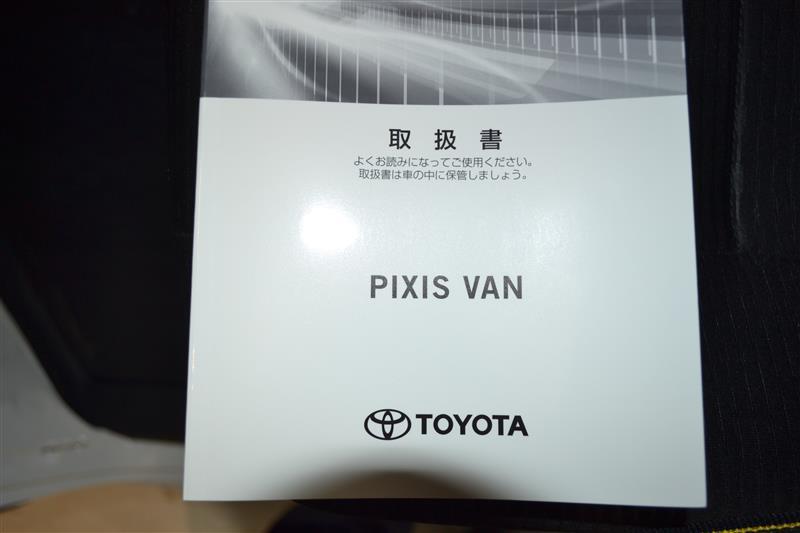 取扱書
よくお読みになってご使用ください。
取扱書は車の中に保管しましょう。
PIXIS VAN
TOYOTA